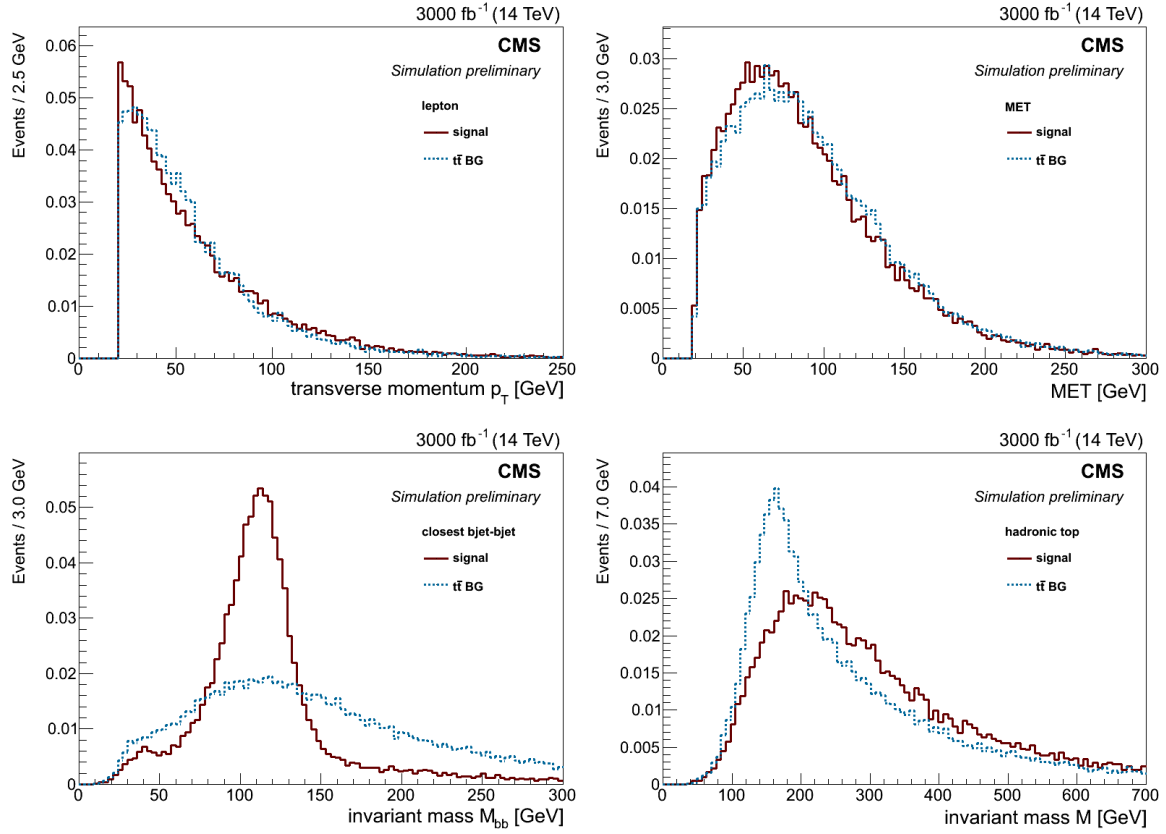 3000 fb⁻¹ (14 TeV)
Events / 2.5 GeV
CMS
Simulation preliminary
lepton
signal
tt̄ BG
0.06
0.05
0.04
0.03
0.02
0.01
0
0 50 100 150 200 250
transverse momentum p_T [GeV]
3000 fb⁻¹ (14 TeV)
Events / 3.0 GeV
CMS
Simulation preliminary
MET
signal
tt̄ BG
0.03
0.025
0.02
0.015
0.01
0.005
0
0 50 100 150 200 250 300
MET [GeV]
3000 fb⁻¹ (14 TeV)
Events / 3.0 GeV
CMS
Simulation preliminary
closest bjet-bjet
signal
tt̄ BG
0.05
0.04
0.03
0.02
0.01
0
0 50 100 150 200 250 300
invariant mass M_bb [GeV]
3000 fb⁻¹ (14 TeV)
Events / 7.0 GeV
CMS
Simulation preliminary
hadronic top
signal
tt̄ BG
0.04
0.035
0.03
0.025
0.02
0.015
0.01
0.005
0
0 100 200 300 400 500 600 700
invariant mass M [GeV]